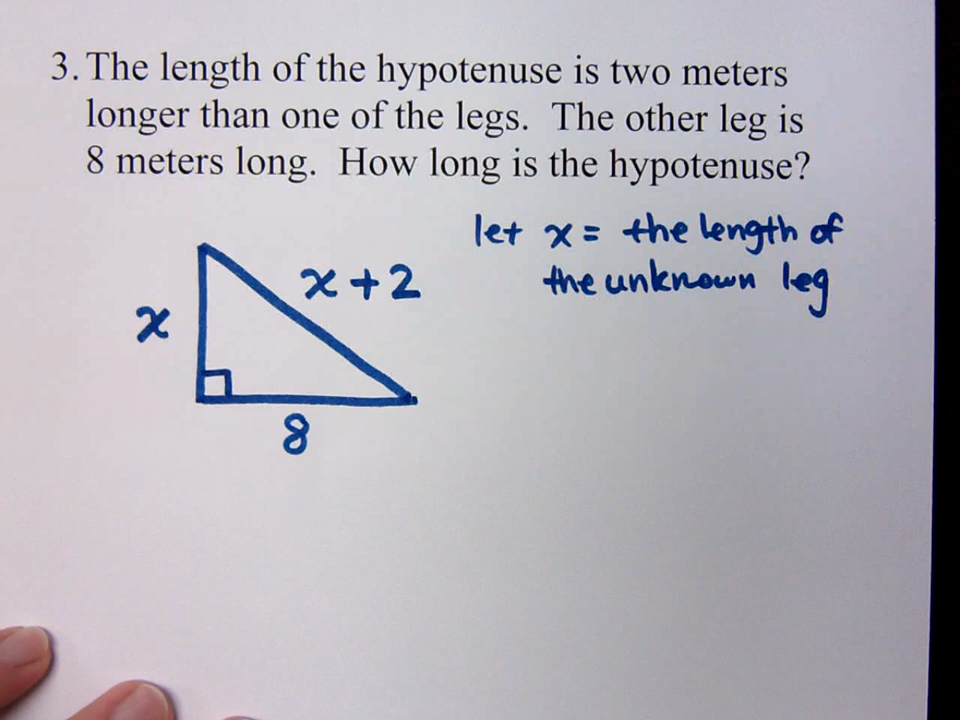 3. The length of the hypotenuse is two meters
longer than one of the legs. The other leg is
8 meters long. How long is the hypotenuse?
let x = the length of
the unknown leg
x + 2
x
8